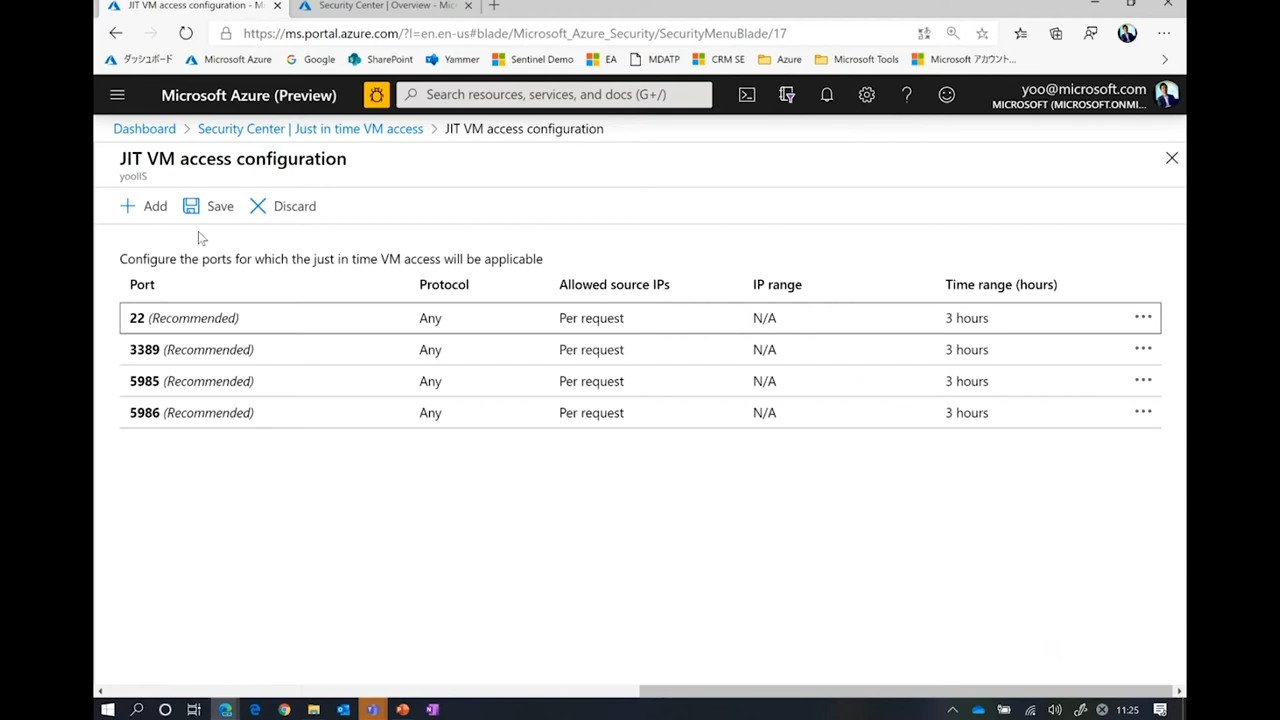 JIT VM access configuration - M
Security Center | Overview - Micr
https://ms.portal.azure.com/?l=en.en-us#blade/Microsoft_Azure_Security/SecurityMenuBlade/17
ダッシュボード Microsoft Azure Google SharePoint Yammer Sentinel Demo EA MDATP CRM SE Azure Microsoft Tools Microsoft アカウント...
Microsoft Azure (Preview)
Search resources, services, and docs (G+/)
yoo@microsoft.com
MICROSOFT (MICROSOFT.ONMI...
Dashboard > Security Center | Just in time VM access > JIT VM access configuration
JIT VM access configuration
yooIIS
Add Save Discard
Configure the ports for which the just in time VM access will be applicable
Port Protocol Allowed source IPs IP range Time range (hours)
22 (Recommended) Any Per request N/A 3 hours
3389 (Recommended) Any Per request N/A 3 hours
5985 (Recommended) Any Per request N/A 3 hours
5986 (Recommended) Any Per request N/A 3 hours
11:25